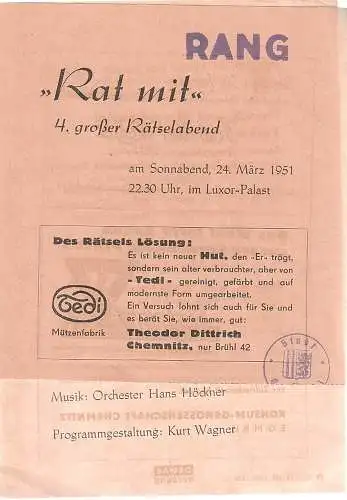 RANG
„Rat mit“
4. großer Rätselabend
am Sonnabend, 24. März 1951
22.30 Uhr, im Luxor-Palast
Des Rätsels Lösung:
Es ist kein neuer Hut, den -Er- trägt,
sondern sein alter verbrauchter, aber von
- Tedi - gereinigt, gefärbt und auf
modernste Form umgearbeitet.
Ein Versuch lohnt sich auch für Sie und
es berät Sie, wie immer, gut:
Tedi
Mützenfabrik
Theodor Dittrich
Chemnitz, nur Brühl 42
Musik: Orchester Hans Höckner
Programmgestaltung: Kurt Wagner